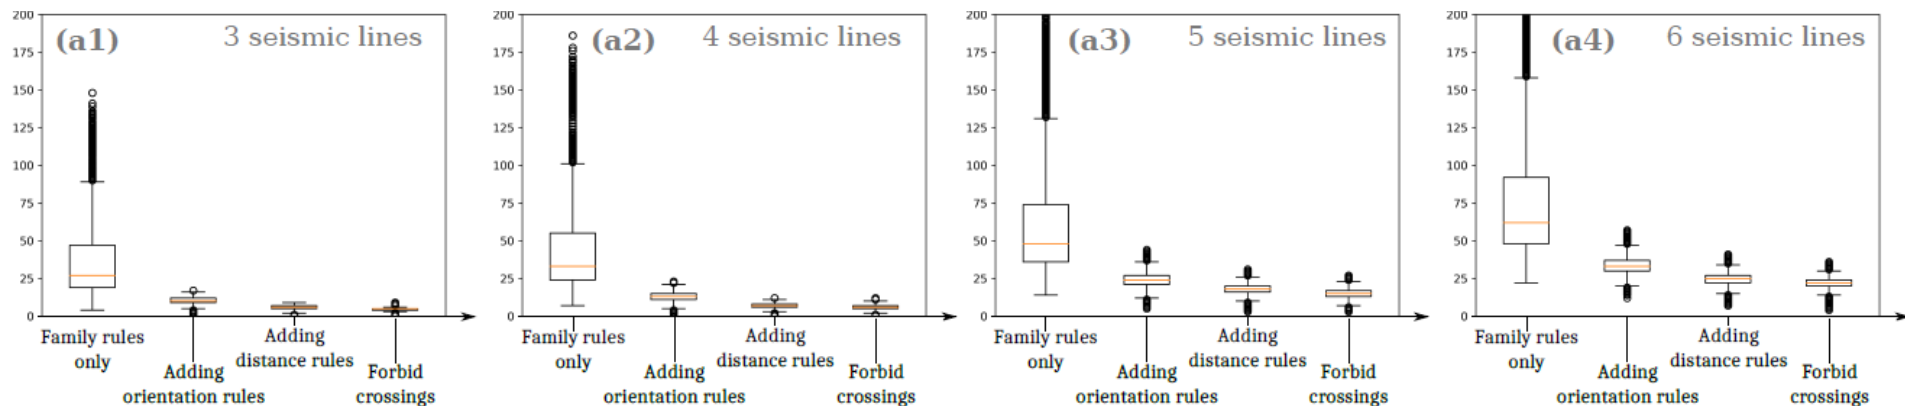 (a1) 3 seismic lines
200
175
150
125
100
75
50
25
0
Family rules
only
Adding
orientation rules
Adding
distance rules
Forbid
crossings
(a2) 4 seismic lines
200
175
150
125
100
75
50
25
0
Family rules
only
Adding
orientation rules
Adding
distance rules
Forbid
crossings
(a3) 5 seismic lines
200
175
150
125
100
75
50
25
0
Family rules
only
Adding
orientation rules
Adding
distance rules
Forbid
crossings
(a4) 6 seismic lines
200
175
150
125
100
75
50
25
0
Family rules
only
Adding
orientation rules
Adding
distance rules
Forbid
crossings